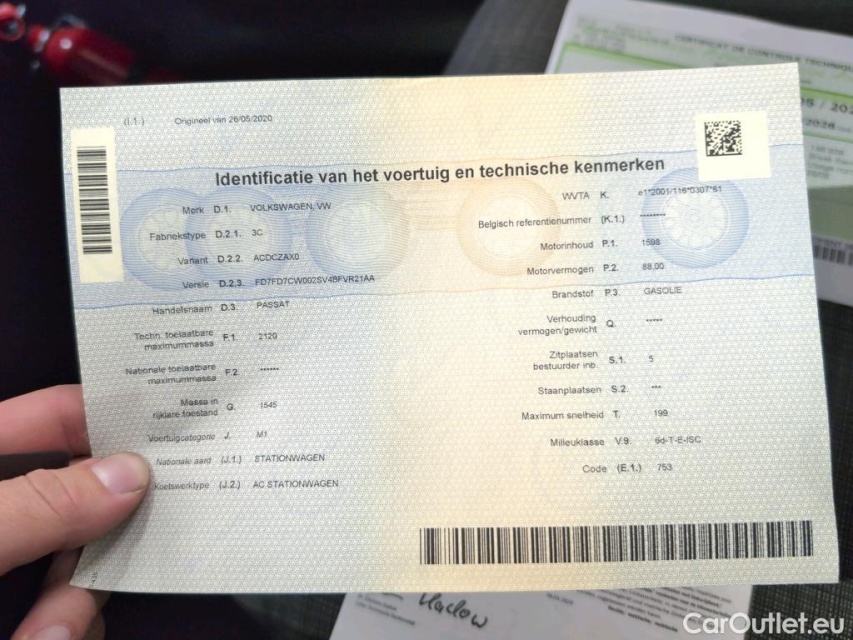 CERTIFICAT DE CONTROLE TECHNIQUE
(I.1.) Origineel van 26/05/2020
Identificatie van het voertuig en technische kenmerken
Merk D.1. VOLKSWAGEN, VW
Fabriekstype D.2.1. 3C
Variant D.2.2. ACDCZAX0
Versie D.2.3. FD7FD7CW002SV4BFVR21AA
Handelsnaam D.3. PASSAT
Techn. toelaatbare
maximummassa F.1. 2120
Nationale toelaatbare
maximummassa F.2. ------
Massa in
rijklare toestand G. 1545
Voertuigcategorie J. M1
Nationale aard (J.1.) STATIONWAGEN
Koetswerktype (J.2.) AC STATIONWAGEN
WVTA K. e1*2001/116*0307*61
Belgisch referentienummer (K.1.) -------
Motorinhoud P.1. 1598
Motorvermogen P.2. 88,00
Brandstof P.3. GASOLIE
Verhouding
vermogen/gewicht Q. -----
Zitplaatsen
bestuurder inb. S.1. 5
Staanplaatsen S.2. ---
Maximum snelheid T. 199
Milieuklasse V.9. 6d-T-E-ISC
Code (E.1.) 753
CarOutlet.eu